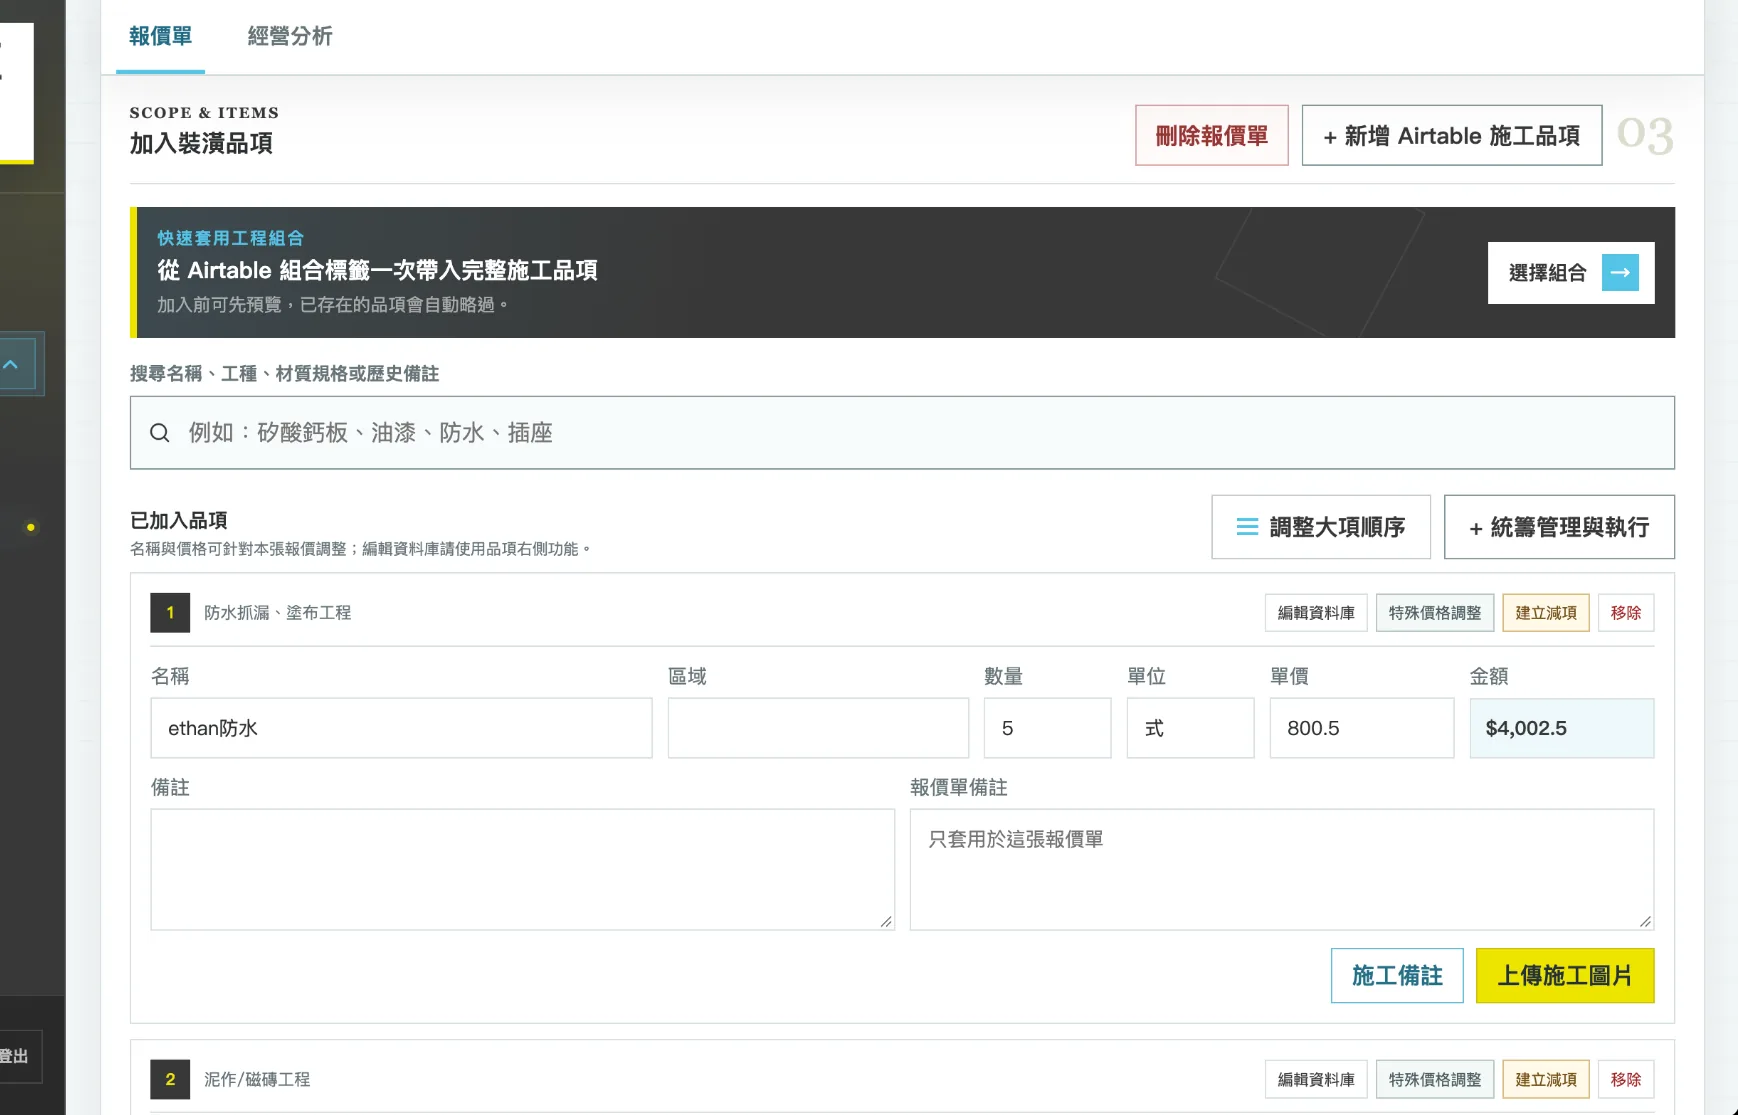 報價單
經營分析
SCOPE & ITEMS
加入裝潢品項
刪除報價單
+ 新增 Airtable 施工品項
03
快速套用工程組合
從 Airtable 組合標籤一次帶入完整施工品項
加入前可先預覽，已存在的品項會自動略過。
選擇組合 →
搜尋名稱、工種、材質規格或歷史備註
例如：矽酸鈣板、油漆、防水、插座
已加入品項
名稱與價格可針對本張報價調整；編輯資料庫請使用品項右側功能。
調整大項順序
+ 統籌管理與執行
1 防水抓漏、塗布工程
編輯資料庫
特殊價格調整
建立減項
移除
名稱
區域
數量
單位
單價
金額
ethan防水
5
式
800.5
$4,002.5
備註
報價單備註
只套用於這張報價單
施工備註
上傳施工圖片
登出
2 泥作/磁磚工程
編輯資料庫
特殊價格調整
建立減項
移除